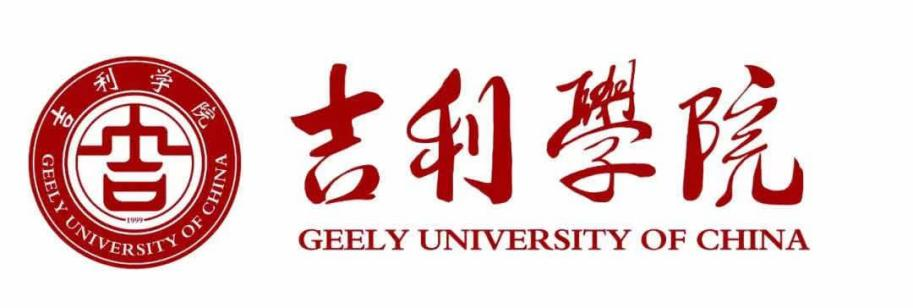 吉利学院
GEELY UNIVERSITY OF CHINA
1999
吉利學院
GEELY UNIVERSITY OF CHINA